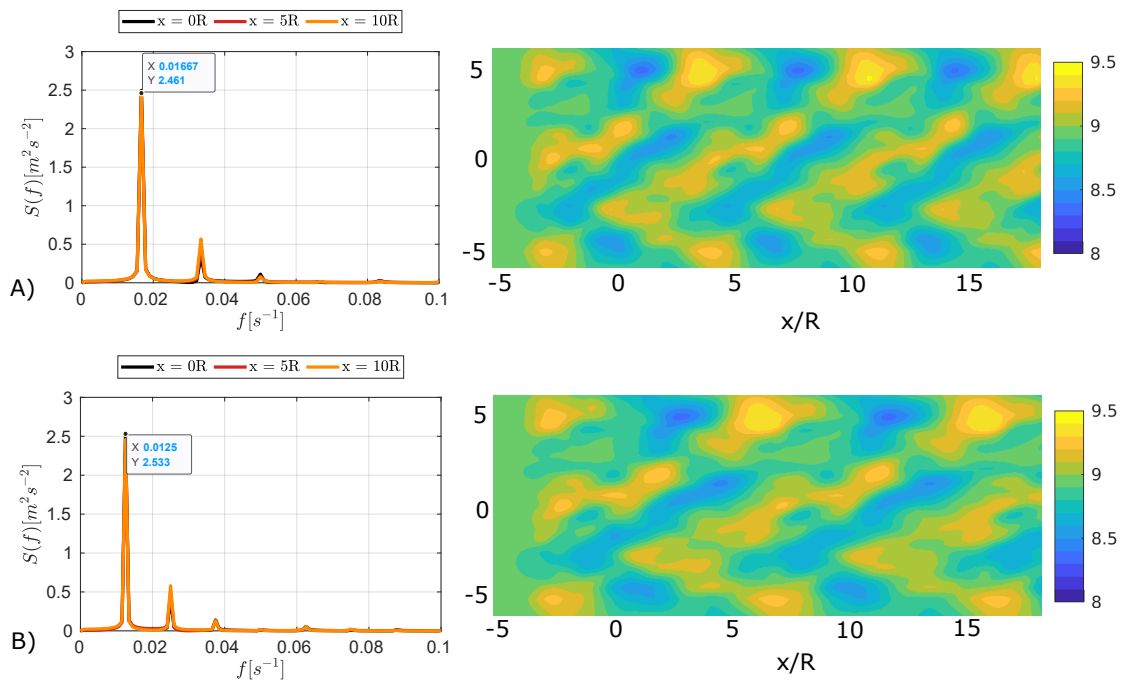 x = 0R x = 5R x = 10R
3
2.5
2
1.5
1
0.5
0
X 0.01667
Y 2.461
S(f)[m²s⁻²]
0 0.02 0.04 0.06 0.08 0.1
f[s⁻¹]
A)
5
0
-5
-5 0 5 10 15
x/R
9.5
9
8.5
8
x = 0R x = 5R x = 10R
3
2.5
2
1.5
1
0.5
0
X 0.0125
Y 2.533
S(f)[m²s⁻²]
0 0.02 0.04 0.06 0.08 0.1
f[s⁻¹]
B)
5
0
-5
-5 0 5 10 15
x/R
9.5
9
8.5
8